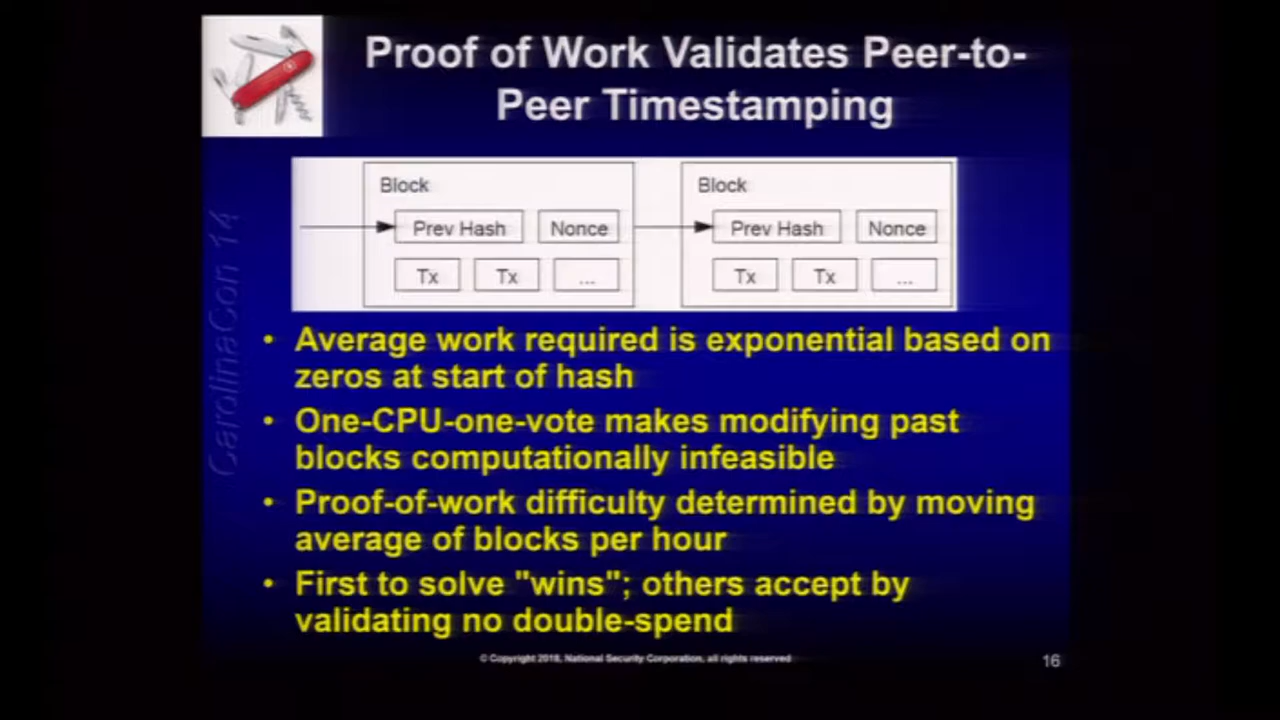 Proof of Work Validates Peer-to-
Peer Timestamping
Block
Prev Hash
Nonce
Tx
Tx
...
Block
Prev Hash
Nonce
Tx
Tx
...
CarolinaCon 14
• Average work required is exponential based on
zeros at start of hash
• One-CPU-one-vote makes modifying past
blocks computationally infeasible
• Proof-of-work difficulty determined by moving
average of blocks per hour
• First to solve "wins"; others accept by
validating no double-spend
© Copyright 2018, National Security Corporation, all rights reserved
16